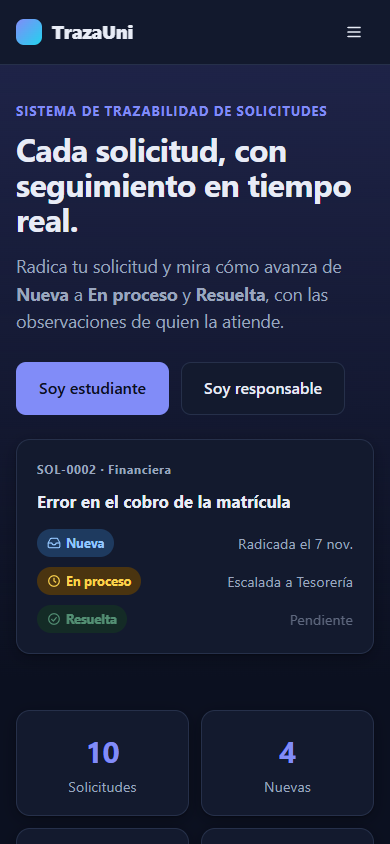 TrazaUni
SISTEMA DE TRAZABILIDAD DE SOLICITUDES
Cada solicitud, con
seguimiento en tiempo
real.
Radica tu solicitud y mira cómo avanza de
Nueva a En proceso y Resuelta, con las
observaciones de quien la atiende.
Soy estudiante
Soy responsable
SOL-0002 · Financiera
Error en el cobro de la matrícula
Nueva
Radicada el 7 nov.
En proceso
Escalada a Tesorería
Resuelta
Pendiente
10
Solicitudes
4
Nuevas